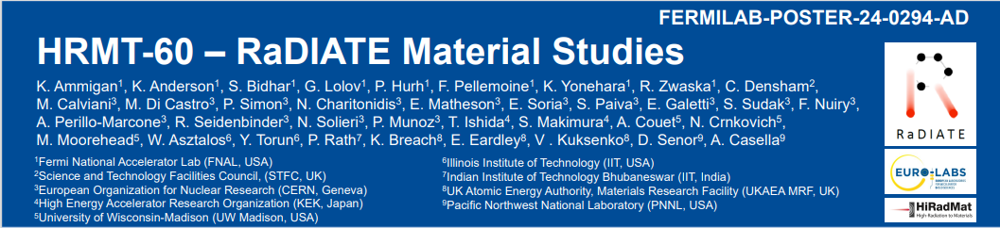 FERMILAB-POSTER-24-0294-AD
HRMT-60 – RaDIATE Material Studies
K. Ammigan¹, K. Anderson¹, S. Bidhar¹, G. Lolov¹, P. Hurh¹, F. Pellemoine¹, K. Yonehara¹, R. Zwaska¹, C. Densham²,
M. Calviani³, M. Di Castro³, P. Simon³, N. Charitonidis³, E. Matheson³, E. Soria³, S. Paiva³, E. Galetti³, S. Sudak³, F. Nuiry³,
A. Perillo-Marcone³, R. Seidenbinder³, N. Solieri³, P. Munoz³, T. Ishida⁴, S. Makimura⁴, A. Couet⁵, N. Crnkovich⁵,
M. Moorehead⁵, W. Asztalos⁶, Y. Torun⁶, P. Rath⁷, K. Breach⁸, E. Eardley⁸, V . Kuksenko⁸, D. Senor⁹, A. Casella⁹
¹Fermi National Accelerator Lab (FNAL, USA)
²Science and Technology Facilities Council, (STFC, UK)
³European Organization for Nuclear Research (CERN, Geneva)
⁴High Energy Accelerator Research Organization (KEK, Japan)
⁵University of Wisconsin-Madison (UW Madison, USA)
⁶Illinois Institute of Technology (IIT, USA)
⁷Indian Institute of Technology Bhubaneswar (IIT, India)
⁸UK Atomic Energy Authority, Materials Research Facility (UKAEA MRF, UK)
⁹Pacific Northwest National Laboratory (PNNL, USA)
RaDIATE
EURO-LABS
HiRadMat
High-Radiation to Materials